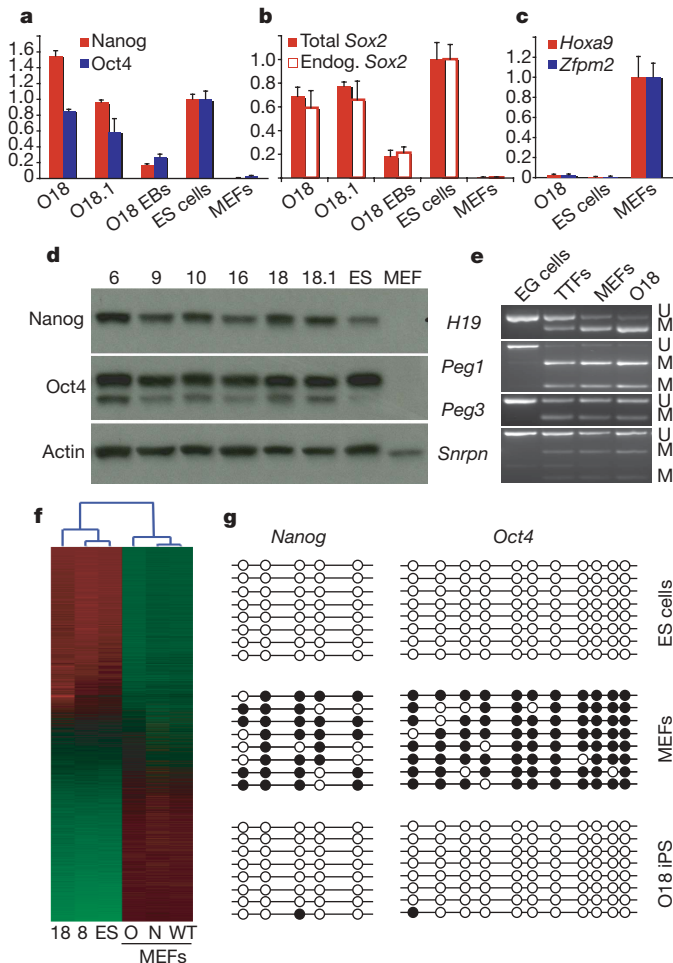 a
Nanog
Oct4
1.6
1.4
1.2
1.0
0.8
0.6
0.4
0.2
O18
O18.1
O18 EBs
ES cells
MEFs
b
Total Sox2
Endog. Sox2
1.2
1.0
0.8
0.6
0.4
0.2
O18
O18.1
O18 EBs
ES cells
MEFs
c
Hoxa9
Zfpm2
1.2
1
0.8
0.6
0.4
0.2
0
O18
ES cells
MEFs
d
6 9 10 16 18 18.1 ES MEF
Nanog
Oct4
Actin
e
EG cells
TTFs
MEFs
O18
H19
U
M
Peg1
U
M
M
Peg3
U
M
Snrpn
U
M
M
f
18 8 ES O N WT
MEFs
g
Nanog Oct4
ES cells
MEFs
O18 iPS